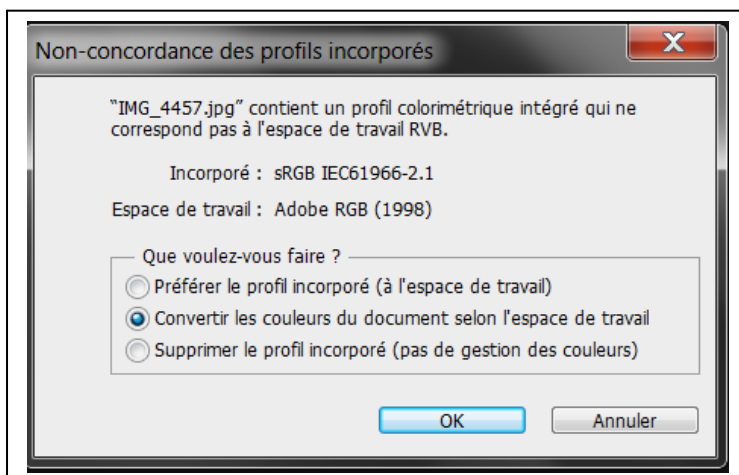 Non-concordance des profils incorporés
"IMG_4457.jpg" contient un profil colorimétrique intégré qui ne
correspond pas à l'espace de travail RVB.
Incorporé : sRGB IEC61966-2.1
Espace de travail : Adobe RGB (1998)
Que voulez-vous faire ?
Préférer le profil incorporé (à l'espace de travail)
Convertir les couleurs du document selon l'espace de travail
Supprimer le profil incorporé (pas de gestion des couleurs)
OK Annuler